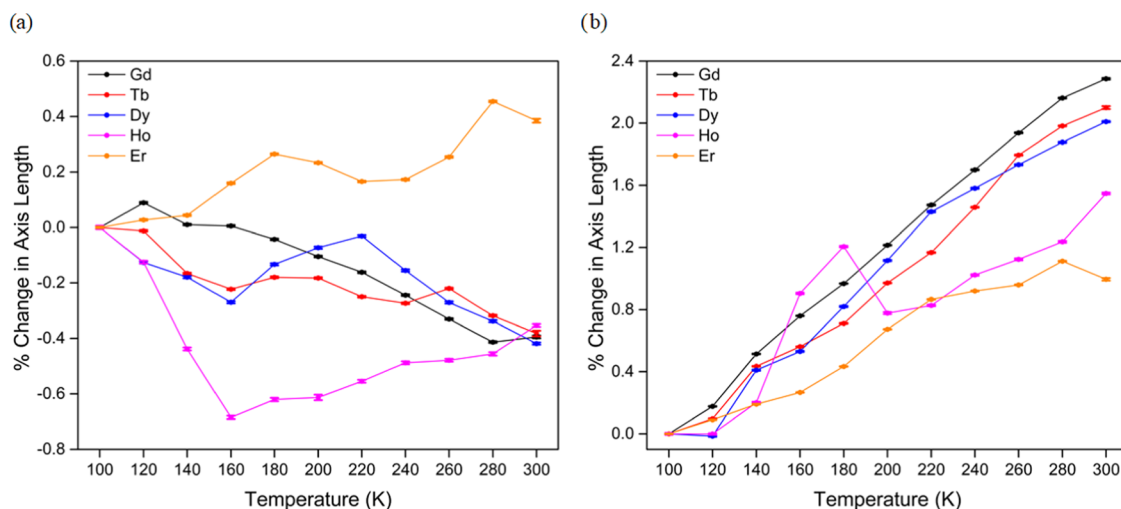 (a)
% Change in Axis Length
0.6
0.4
0.2
0.0
-0.2
-0.4
-0.6
-0.8
Gd
Tb
Dy
Ho
Er
100 120 140 160 180 200 220 240 260 280 300
Temperature (K)
(b)
% Change in Axis Length
2.4
2.0
1.6
1.2
0.8
0.4
0.0
Gd
Tb
Dy
Ho
Er
100 120 140 160 180 200 220 240 260 280 300
Temperature (K)